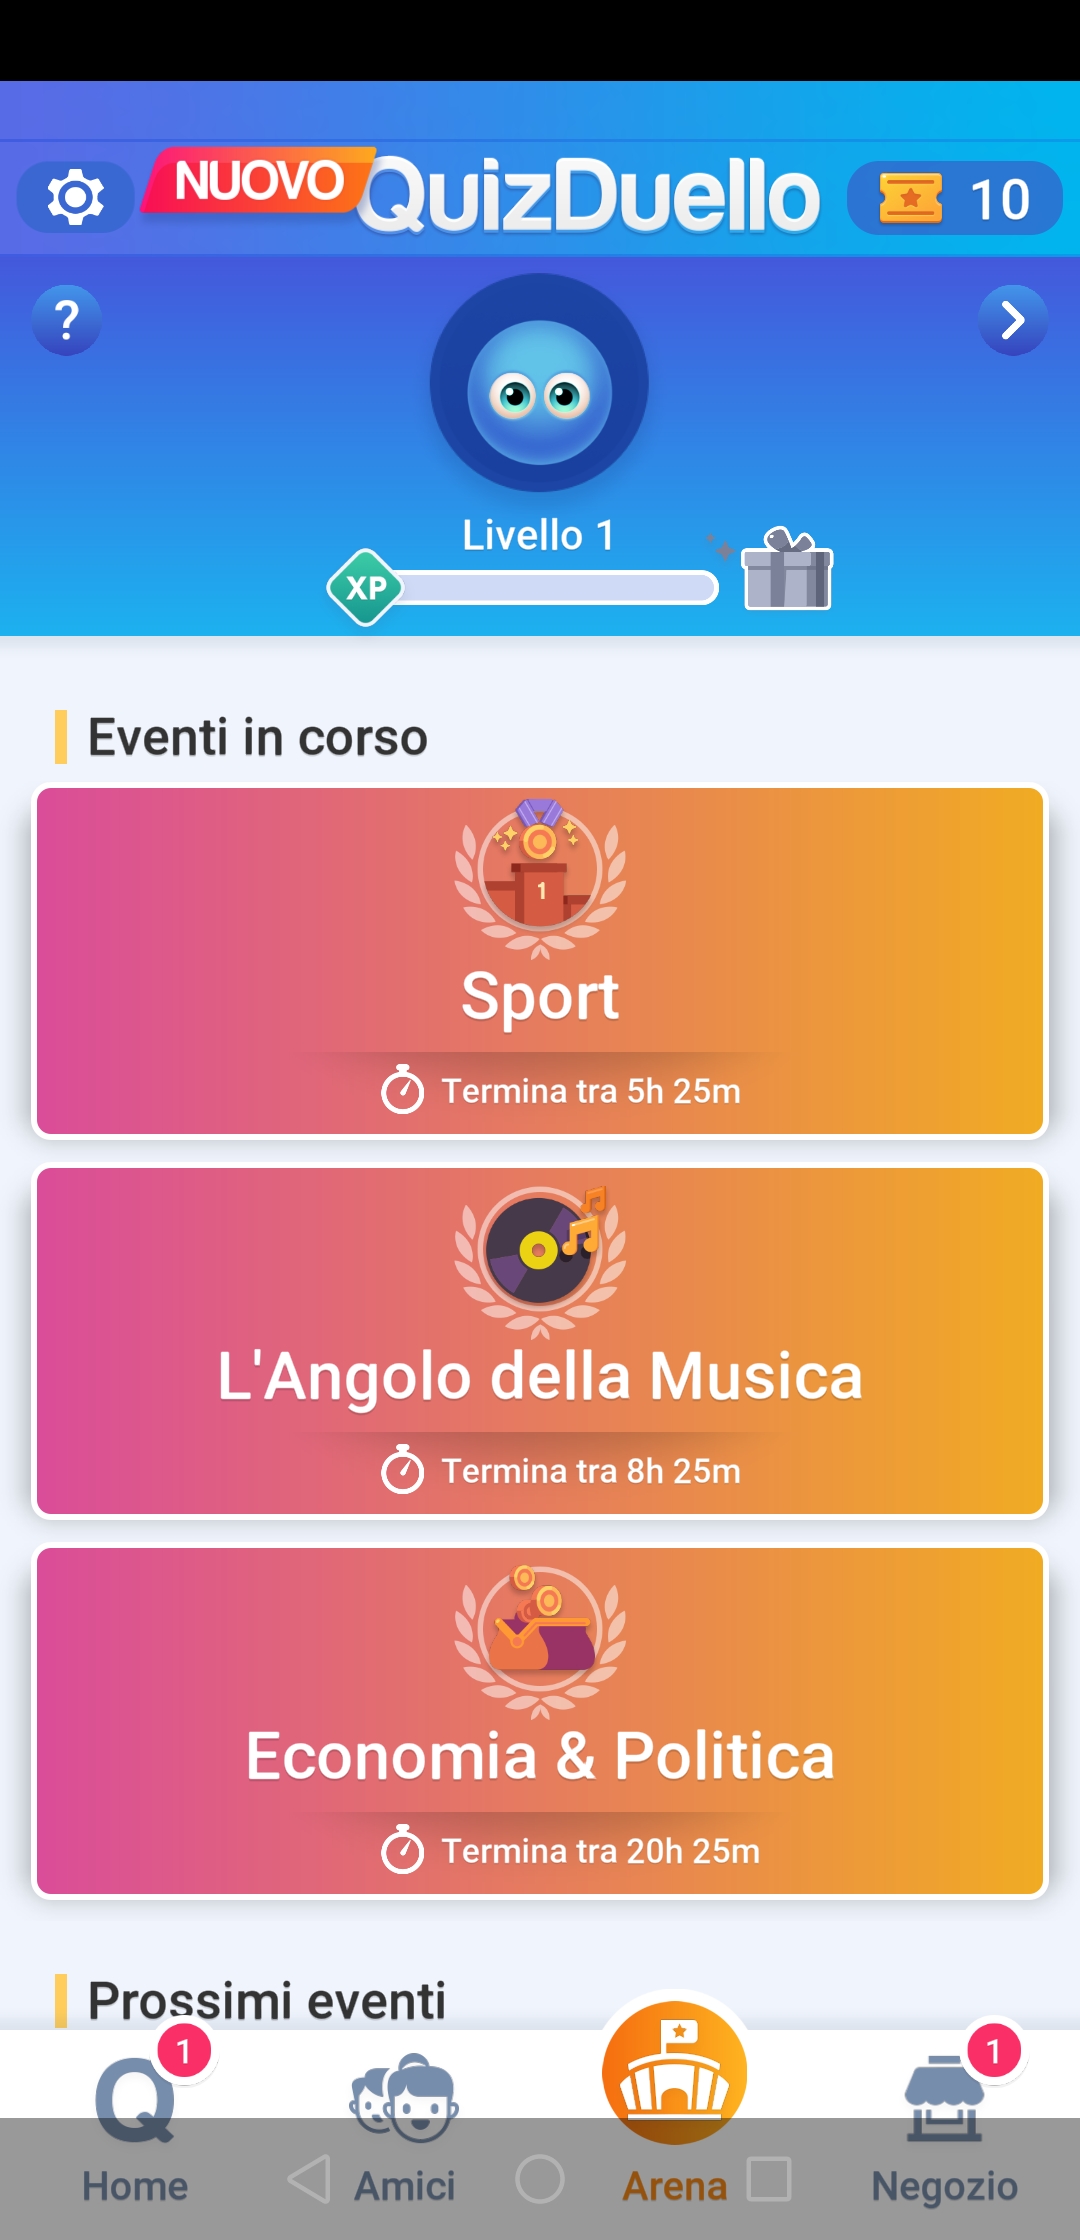 NUOVO QuizDuello
10
?
Livello 1
XP
Eventi in corso
1
Sport
Termina tra 5h 25m
L'Angolo della Musica
Termina tra 8h 25m
Economia & Politica
Termina tra 20h 25m
Prossimi eventi
1
1
Q
Home
Amici
Arena
Negozio